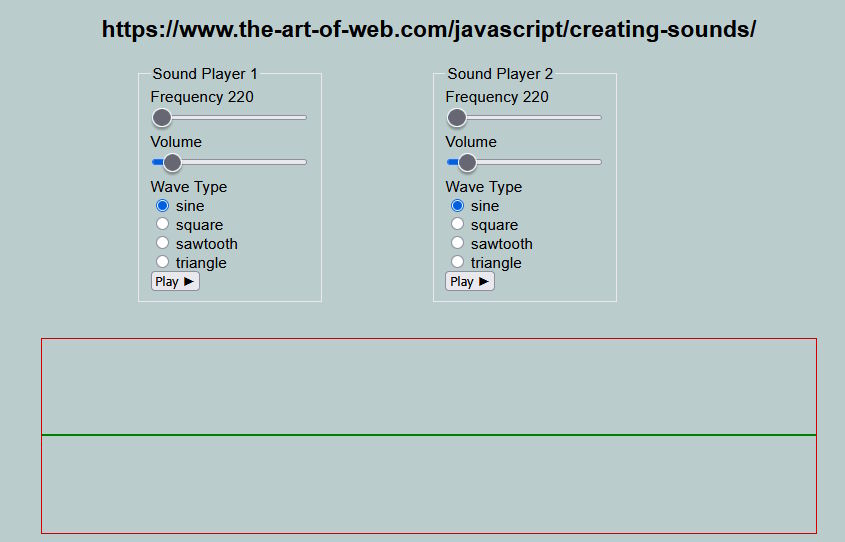 https://www.the-art-of-web.com/javascript/creating-sounds/
Sound Player 1
Frequency 220
Volume
Wave Type
sine
square
sawtooth
triangle
Play ►
Sound Player 2
Frequency 220
Volume
Wave Type
sine
square
sawtooth
triangle
Play ►